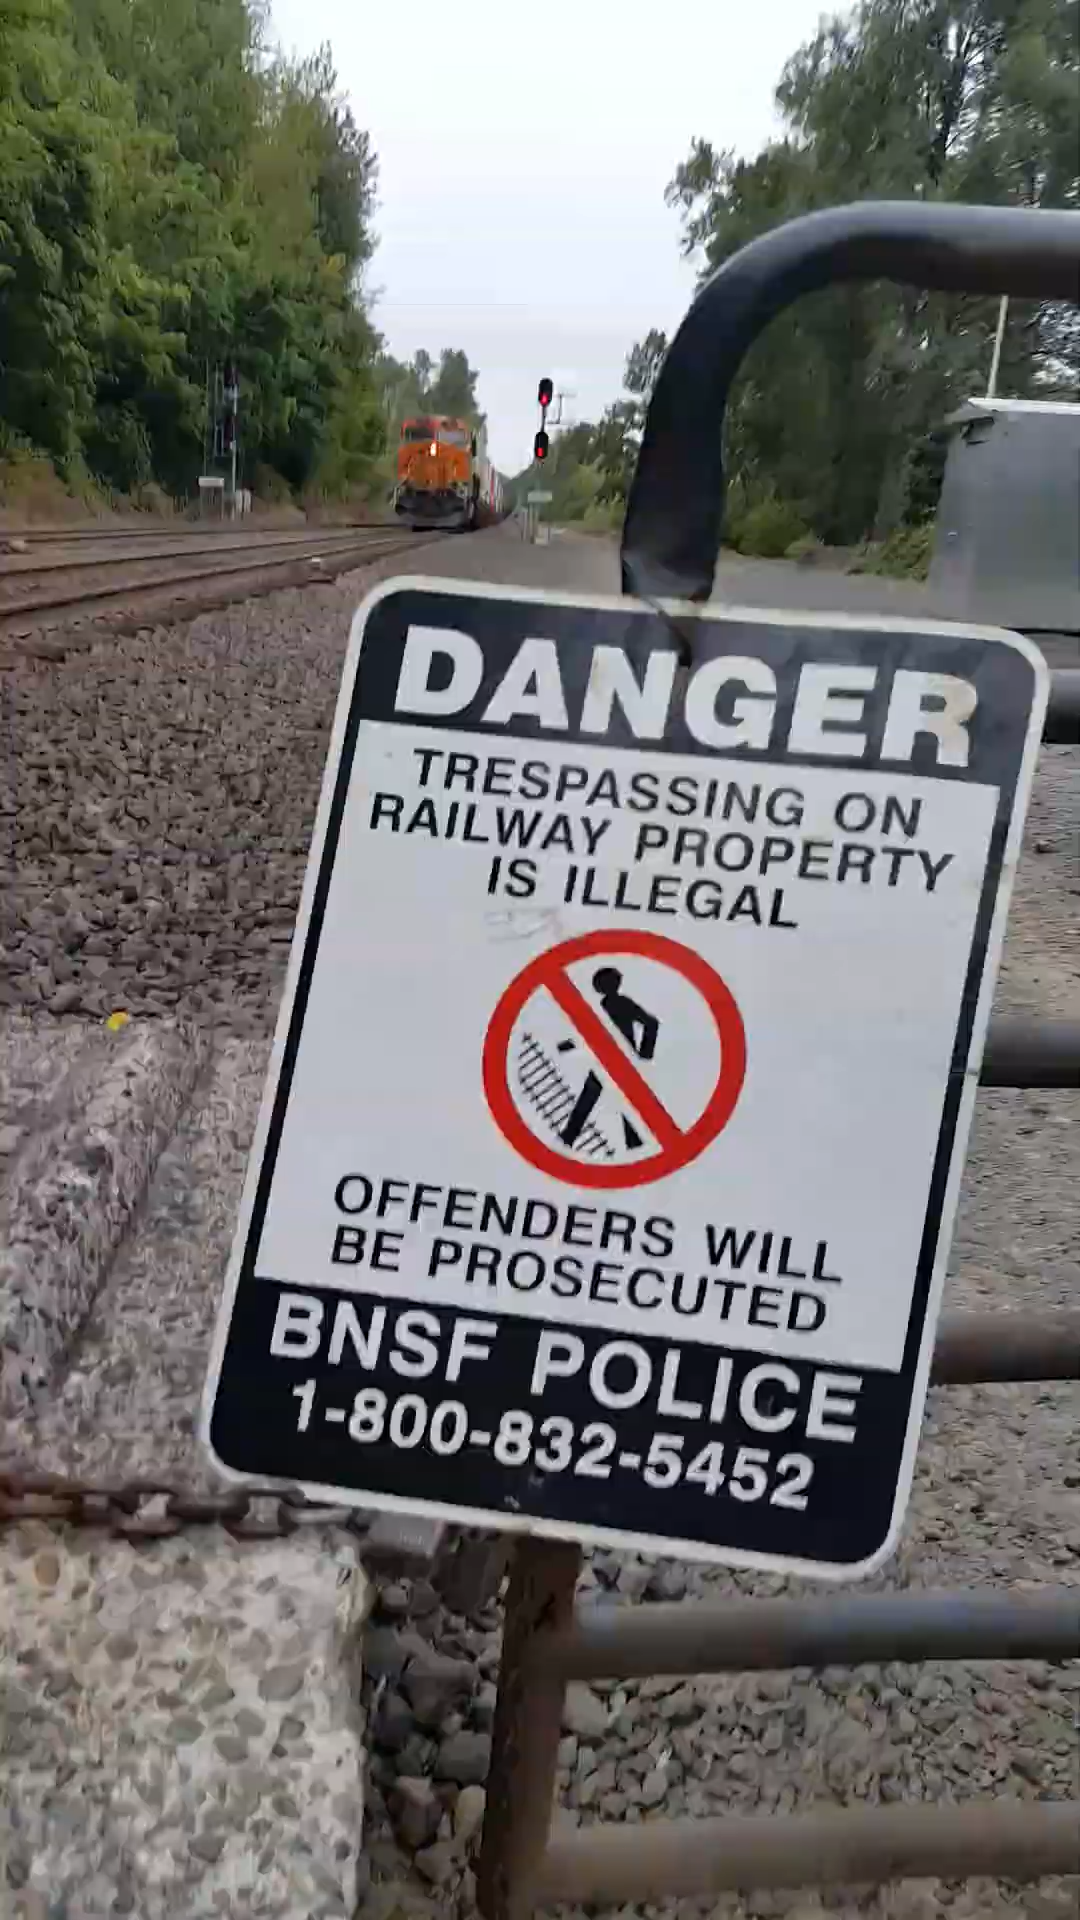 DANGER
TRESPASSING ON
RAILWAY PROPERTY
IS ILLEGAL
OFFENDERS WILL
BE PROSECUTED
BNSF POLICE
1-800-832-5452